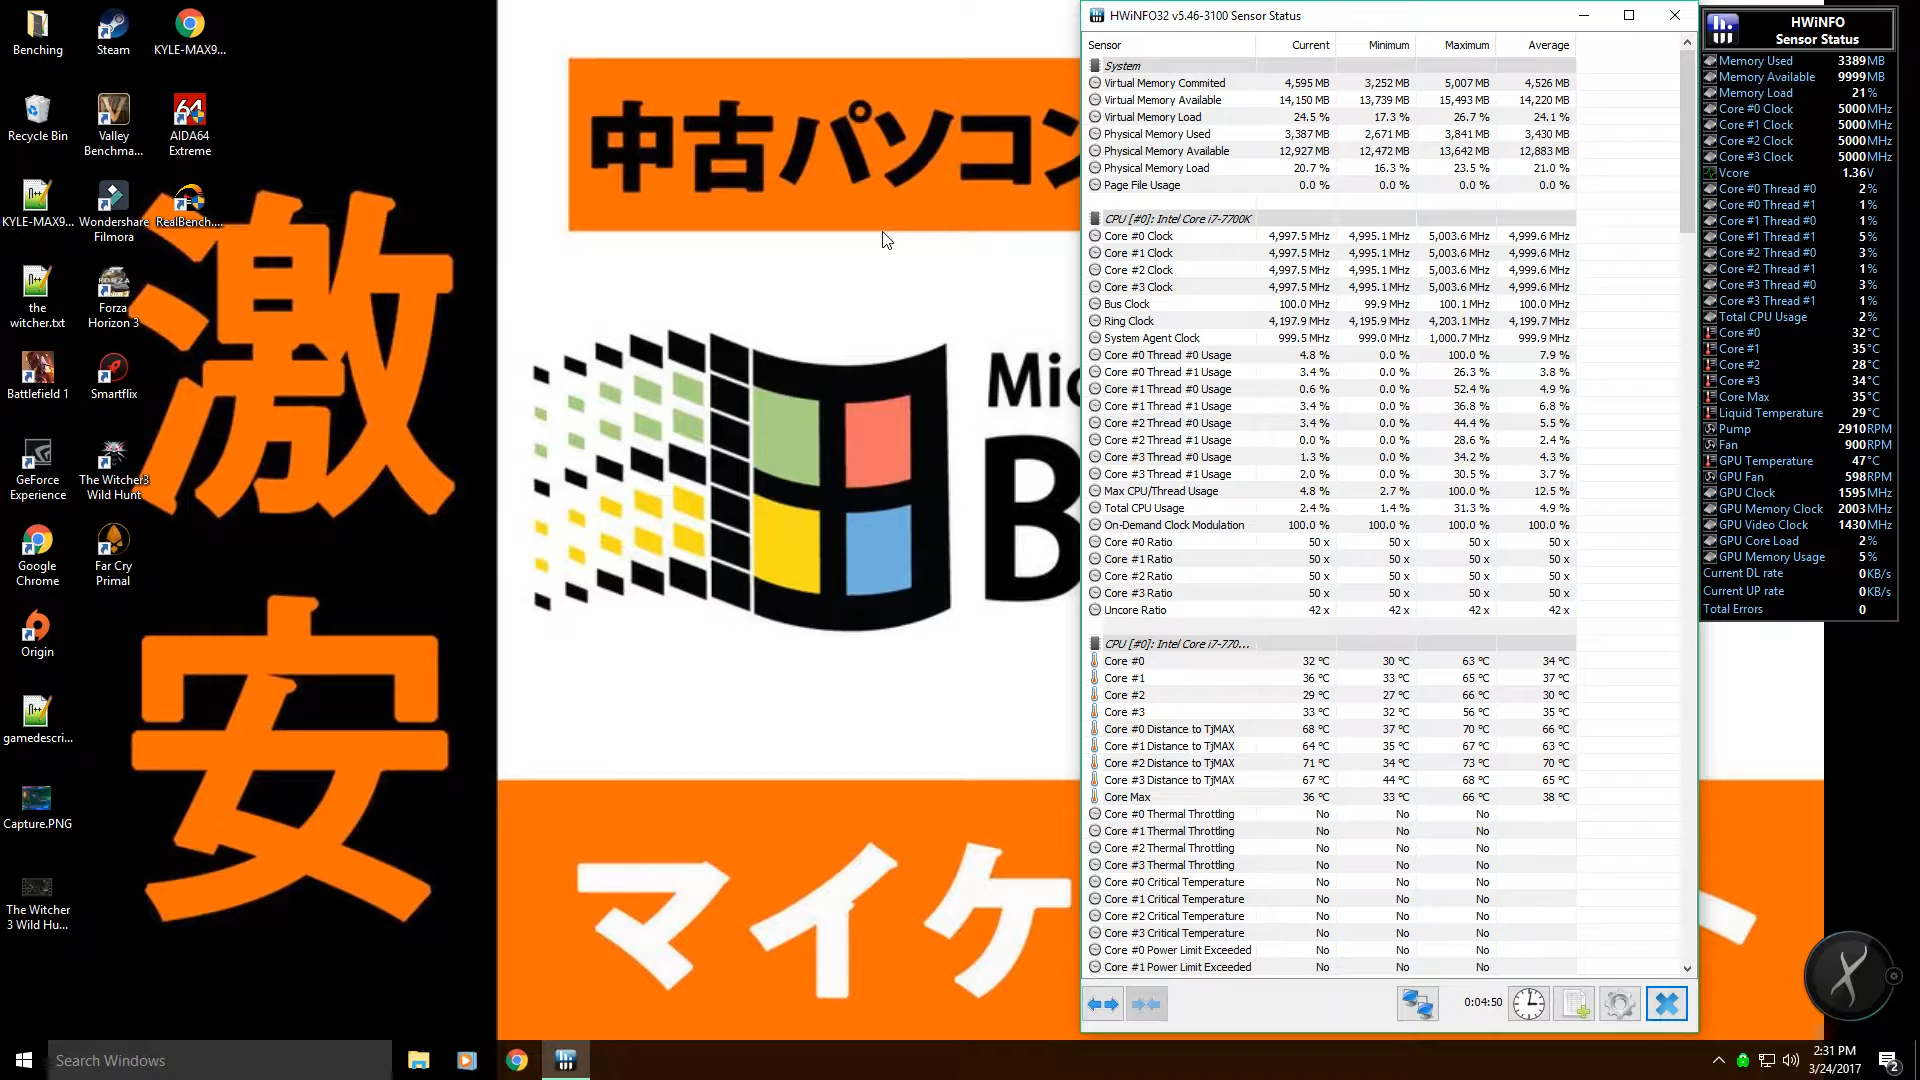 Benching
Steam
KYLE-MAX9...
Recycle Bin
Valley
Benchma...
AIDA64
Extreme
64
KYLE-MAX9...
Wondershare
Filmora
RealBench....
the
witcher.txt
Forza
Horizon 3
Battlefield 1
Smartflix
GeForce
Experience
The Witcher3
Wild Hunt
Google
Chrome
Far Cry
Primal
Origin
gamedescri...
Capture.PNG
The Witcher
3 Wild Hu...
激
安
中古パソコン
Mic
B
マイケ
HWiNFO32 v5.46-3100 Sensor Status
Sensor Current Minimum Maximum Average
System
Virtual Memory Commited 4,595 MB 3,252 MB 5,007 MB 4,526 MB
Virtual Memory Available 14,150 MB 13,739 MB 15,493 MB 14,220 MB
Virtual Memory Load 24.5 % 17.3 % 26.7 % 24.1 %
Physical Memory Used 3,387 MB 2,671 MB 3,841 MB 3,430 MB
Physical Memory Available 12,927 MB 12,472 MB 13,642 MB 12,883 MB
Physical Memory Load 20.7 % 16.3 % 23.5 % 21.0 %
Page File Usage 0.0 % 0.0 % 0.0 % 0.0 %
CPU [#0]: Intel Core i7-7700K
Core #0 Clock 4,997.5 MHz 4,995.1 MHz 5,003.6 MHz 4,999.6 MHz
Core #1 Clock 4,997.5 MHz 4,995.1 MHz 5,003.6 MHz 4,999.6 MHz
Core #2 Clock 4,997.5 MHz 4,995.1 MHz 5,003.6 MHz 4,999.6 MHz
Core #3 Clock 4,997.5 MHz 4,995.1 MHz 5,003.6 MHz 4,999.6 MHz
Bus Clock 100.0 MHz 99.9 MHz 100.1 MHz 100.0 MHz
Ring Clock 4,197.9 MHz 4,195.9 MHz 4,203.1 MHz 4,199.7 MHz
System Agent Clock 999.5 MHz 999.0 MHz 1,000.7 MHz 999.9 MHz
Core #0 Thread #0 Usage 4.8 % 0.0 % 100.0 % 7.9 %
Core #0 Thread #1 Usage 3.4 % 0.0 % 26.3 % 3.8 %
Core #1 Thread #0 Usage 0.6 % 0.0 % 52.4 % 4.9 %
Core #1 Thread #1 Usage 3.4 % 0.0 % 36.8 % 6.8 %
Core #2 Thread #0 Usage 3.4 % 0.0 % 44.4 % 5.5 %
Core #2 Thread #1 Usage 0.0 % 0.0 % 28.6 % 2.4 %
Core #3 Thread #0 Usage 1.3 % 0.0 % 34.2 % 4.3 %
Core #3 Thread #1 Usage 2.0 % 0.0 % 30.5 % 3.7 %
Max CPU/Thread Usage 4.8 % 2.7 % 100.0 % 12.5 %
Total CPU Usage 2.4 % 1.4 % 31.3 % 4.9 %
On-Demand Clock Modulation 100.0 % 100.0 % 100.0 % 100.0 %
Core #0 Ratio 50 x 50 x 50 x 50 x
Core #1 Ratio 50 x 50 x 50 x 50 x
Core #2 Ratio 50 x 50 x 50 x 50 x
Core #3 Ratio 50 x 50 x 50 x 50 x
Uncore Ratio 42 x 42 x 42 x 42 x
CPU [#0]: Intel Core i7-770...
Core #0 32 °C 30 °C 63 °C 34 °C
Core #1 36 °C 33 °C 65 °C 37 °C
Core #2 29 °C 27 °C 66 °C 30 °C
Core #3 33 °C 32 °C 56 °C 35 °C
Core #0 Distance to TjMAX 68 °C 37 °C 70 °C 66 °C
Core #1 Distance to TjMAX 64 °C 35 °C 67 °C 63 °C
Core #2 Distance to TjMAX 71 °C 34 °C 73 °C 70 °C
Core #3 Distance to TjMAX 67 °C 44 °C 68 °C 65 °C
Core Max 36 °C 33 °C 66 °C 38 °C
Core #0 Thermal Throttling No No No
Core #1 Thermal Throttling No No No
Core #2 Thermal Throttling No No No
Core #3 Thermal Throttling No No No
Core #0 Critical Temperature No No No
Core #1 Critical Temperature No No No
Core #2 Critical Temperature No No No
Core #3 Critical Temperature No No No
Core #0 Power Limit Exceeded No No No
Core #1 Power Limit Exceeded No No No
0:04:50
HWiNFO
Sensor Status
Memory Used 3389MB
Memory Available 9999MB
Memory Load 21%
Core #0 Clock 5000MHz
Core #1 Clock 5000MHz
Core #2 Clock 5000MHz
Core #3 Clock 5000MHz
Vcore 1.36V
Core #0 Thread #0 2%
Core #0 Thread #1 1%
Core #1 Thread #0 1%
Core #1 Thread #1 5%
Core #2 Thread #0 3%
Core #2 Thread #1 1%
Core #3 Thread #0 3%
Core #3 Thread #1 1%
Total CPU Usage 2%
Core #0 32°C
Core #1 35°C
Core #2 28°C
Core #3 34°C
Core Max 35°C
Liquid Temperature 29°C
Pump 2910RPM
Fan 900RPM
GPU Temperature 47°C
GPU Fan 598RPM
GPU Clock 1595MHz
GPU Memory Clock 2003MHz
GPU Video Clock 1430MHz
GPU Core Load 2%
GPU Memory Usage 5%
Current DL rate 0KB/s
Current UP rate 0KB/s
Total Errors 0
Search Windows
2:31 PM
3/24/2017
2